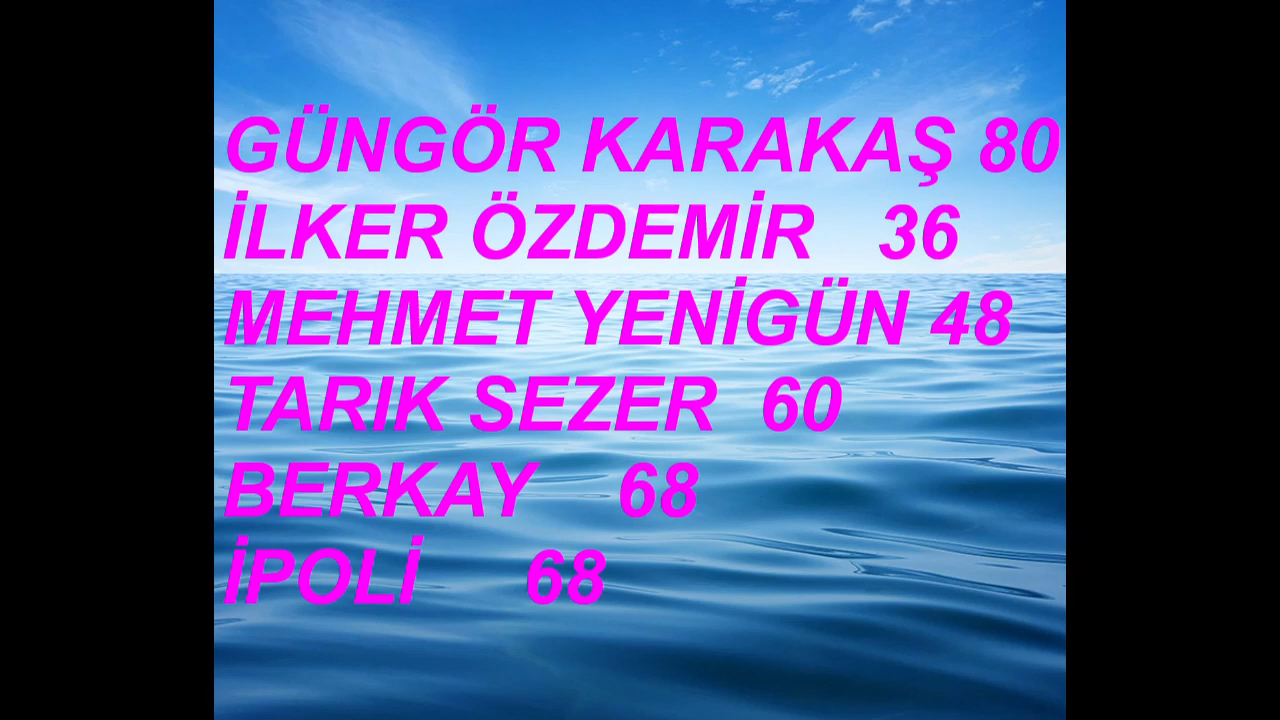 GÜNGÖR KARAKAŞ 80
İLKER ÖZDEMİR 36
MEHMET YENİGÜN 48
TARIK SEZER 60
BERKAY 68
İPOLİ 68